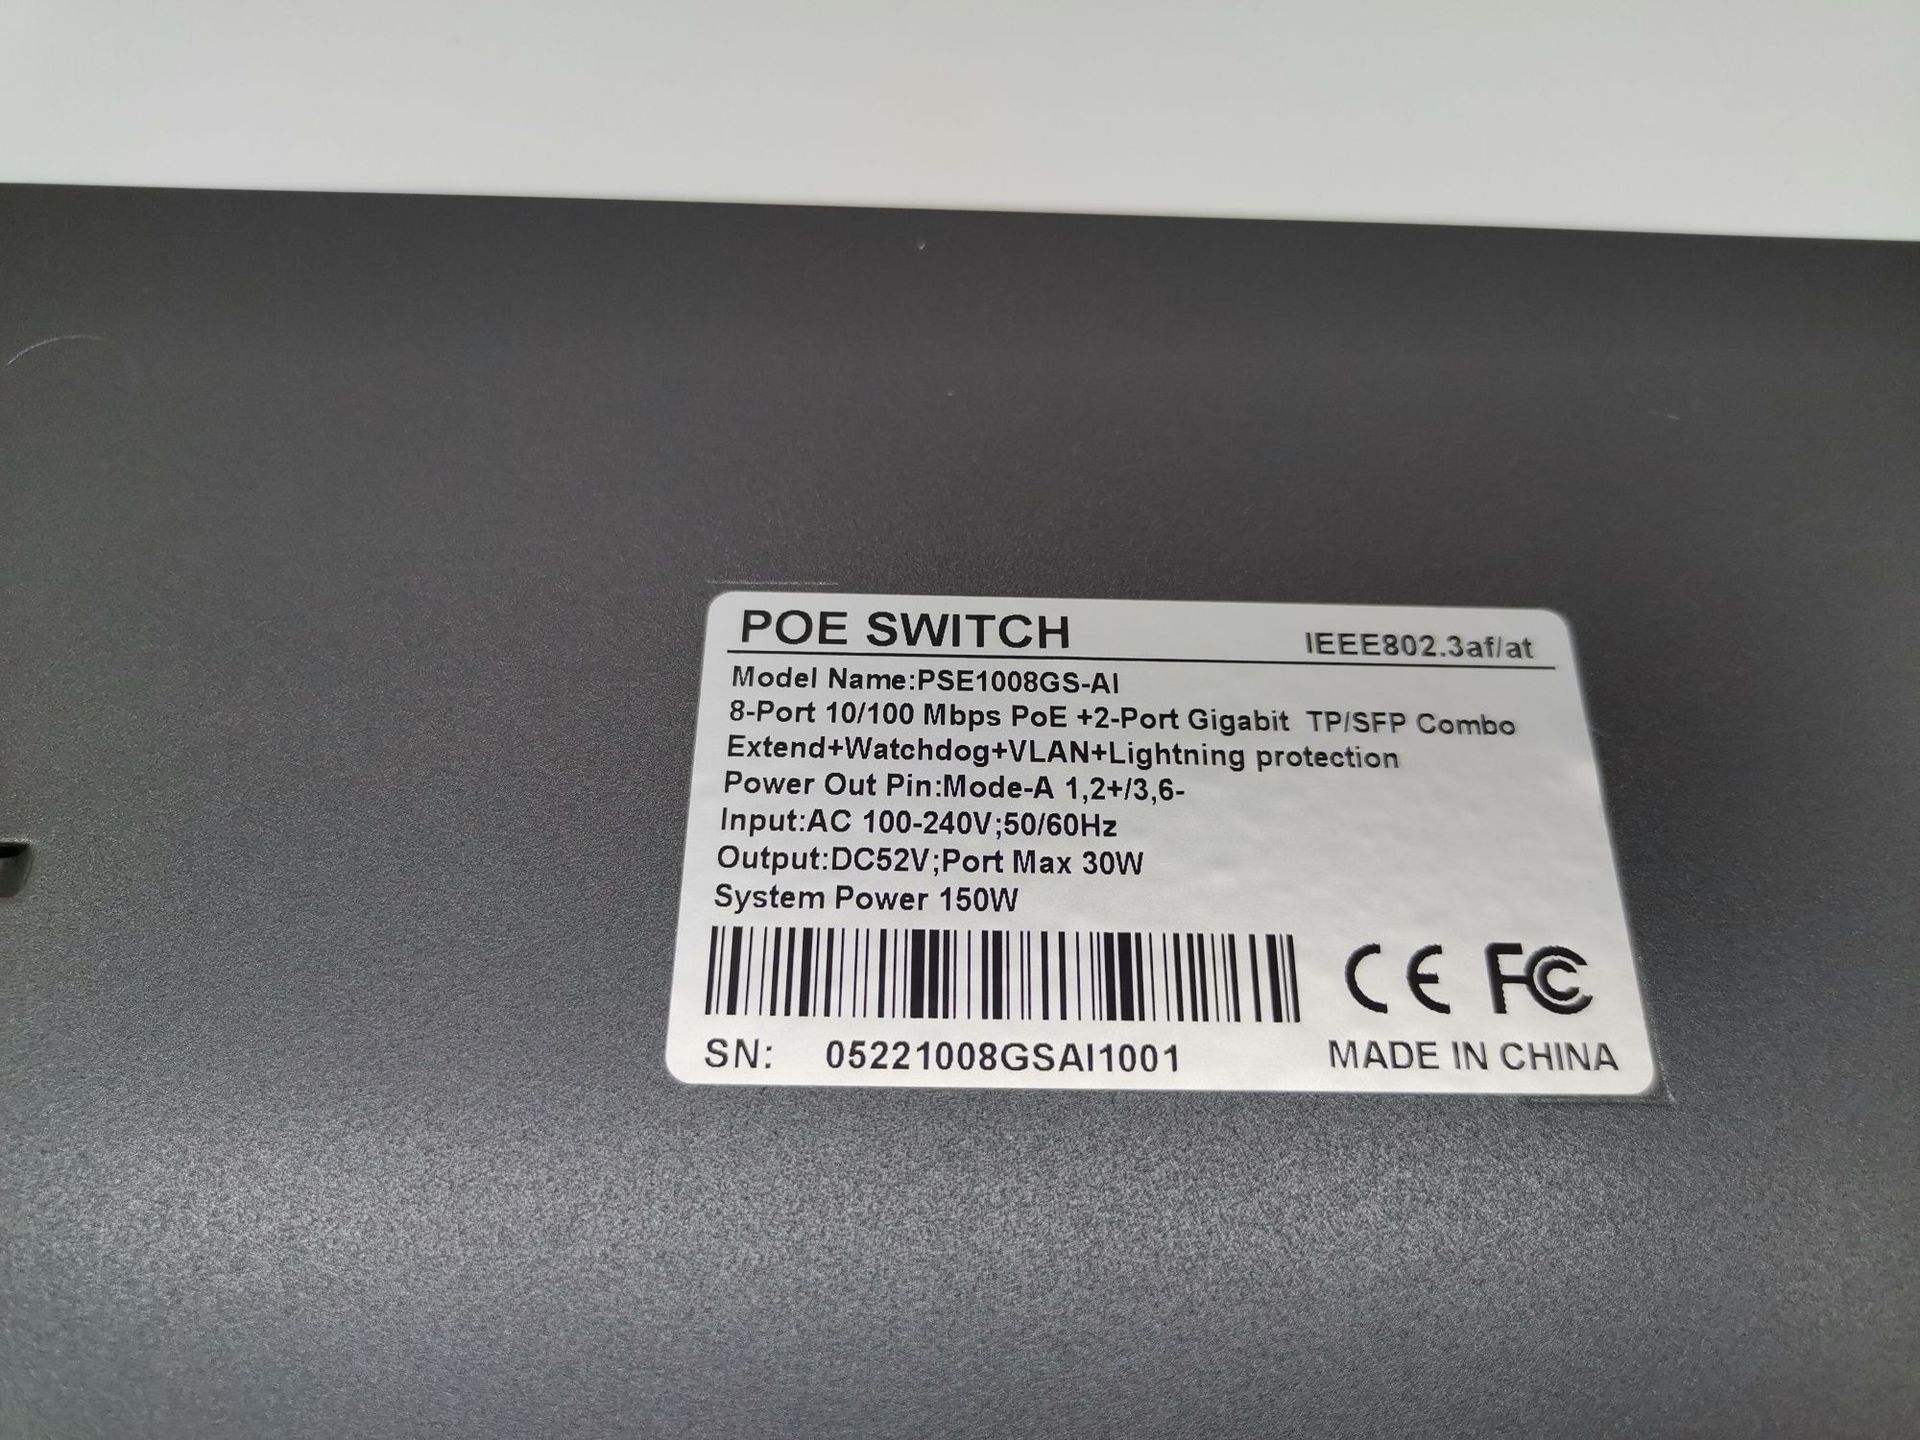 POE SWITCH IEEE802.3af/at
Model Name:PSE1008GS-AI
8-Port 10/100 Mbps PoE +2-Port Gigabit TP/SFP Combo
Extend+Watchdog+VLAN+Lightning protection
Power Out Pin:Mode-A 1,2+/3,6-
Input:AC 100-240V;50/60Hz
Output:DC52V;Port Max 30W
System Power 150W
CE FC
SN: 05221008GSAI1001 MADE IN CHINA